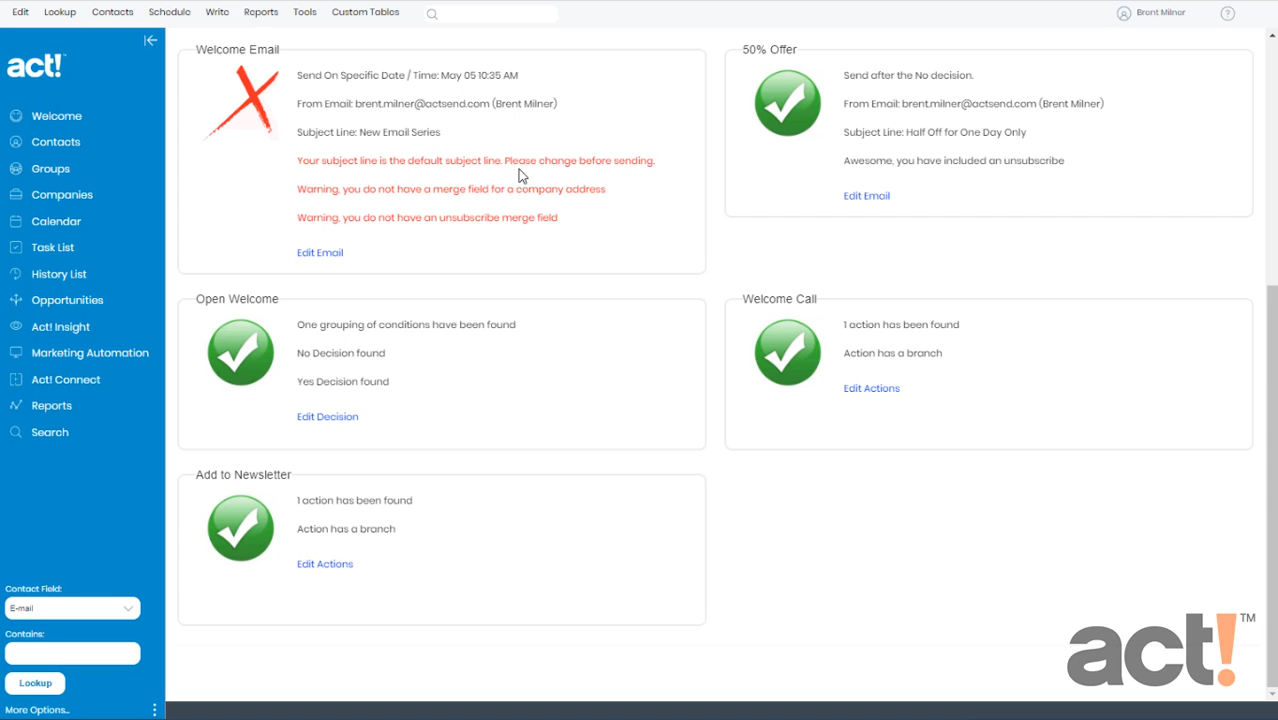 Edit Lookup Contacts Schedule Write Reports Tools Custom Tables Brent Milner ?
act!
Welcome
Contacts
Groups
Companies
Calendar
Task List
History List
Opportunities
Act! Insight
Marketing Automation
Act! Connect
Reports
Search
Contact Field:
E-mail
Contains:
Lookup
More Options...
Welcome Email
Send On Specific Date / Time: May 05 10:35 AM
From Email: brent.milner@actsend.com (Brent Milner)
Subject Line: New Email Series
Your subject line is the default subject line. Please change before sending.
Warning, you do not have a merge field for a company address
Warning, you do not have an unsubscribe merge field
Edit Email
50% Offer
Send after the No decision.
From Email: brent.milner@actsend.com (Brent Milner)
Subject Line: Half Off for One Day Only
Awesome, you have included an unsubscribe
Edit Email
Open Welcome
One grouping of conditions have been found
No Decision found
Yes Decision found
Edit Decision
Welcome Call
1 action has been found
Action has a branch
Edit Actions
Add to Newsletter
1 action has been found
Action has a branch
Edit Actions
act! TM